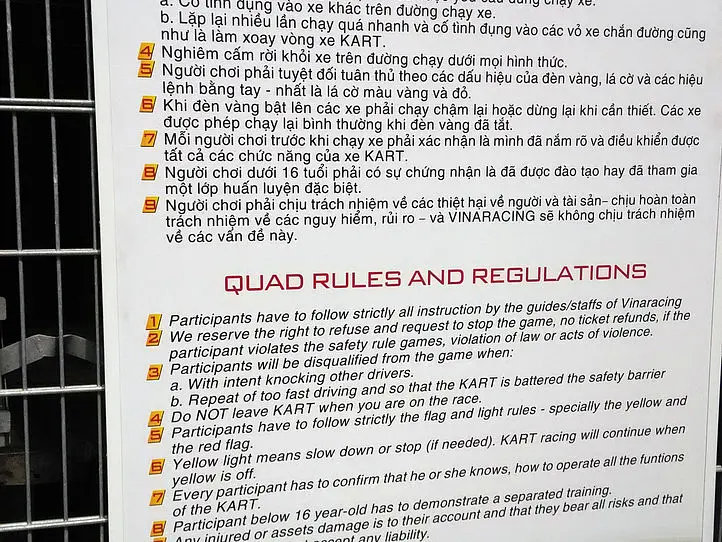 a. Cố tình đụng vào xe khác trên đường chạy xe.
b. Lặp lại nhiều lần chạy quá nhanh và cố tình đụng vào các vỏ xe chắn đường cũng
như là làm xoay vòng xe KART.
4 Nghiêm cấm rời khỏi xe trên đường chạy dưới mọi hình thức.
5 Người chơi phải tuyệt đối tuân thủ theo các dấu hiệu của đèn vàng, lá cờ và các hiệu
lệnh bằng tay - nhất là lá cờ màu vàng và đỏ.
6 Khi đèn vàng bật lên các xe phải chạy chậm lại hoặc dừng lại khi cần thiết. Các xe
được phép chạy lại bình thường khi đèn vàng đã tắt.
7 Mỗi người chơi trước khi chạy xe phải xác nhận là mình đã nắm rõ và điều khiển được
tất cả các chức năng của xe KART.
8 Người chơi dưới 16 tuổi phải có sự chứng nhận là đã được đào tạo hay đã tham gia
một lớp huấn luyện đặc biệt.
9 Người chơi phải chịu trách nhiệm về các thiệt hại về người và tài sản– chịu hoàn toàn
trách nhiệm về các nguy hiểm, rủi ro – và VINARACING sẽ không chịu trách nhiệm
về các vấn đề này.
QUAD RULES AND REGULATIONS
1 Participants have to follow strictly all instruction by the guides/staffs of Vinaracing
2 We reserve the right to refuse and request to stop the game, no ticket refunds, if the
participant violates the safety rule games, violation of law or acts of violence.
3 Participants will be disqualified from the game when:
a. With intent knocking other drivers.
b. Repeat of too fast driving and so that the KART is battered the safety barrier
4 Do NOT leave KART when you are on the race.
5 Participants have to follow strictly the flag and light rules - specially the yellow and
the red flag.
6 Yellow light means slow down or stop (if needed). KART racing will continue when
yellow is off.
7 Every participant has to confirm that he or she knows, how to operate all the funtions
of the KART.
8 Participant below 16 year-old has to demonstrate a separated training.
Any injured or assets damage is to their account and that they bear all risks and that
accept any liability.